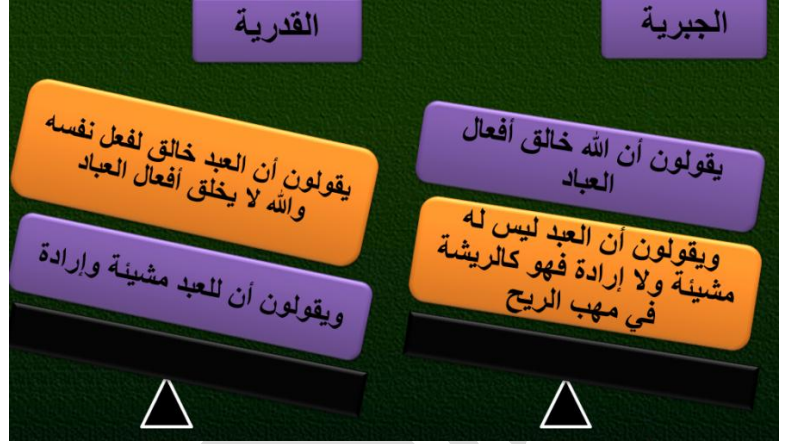 الجبرية
يقولون أن الله خالق أفعال
العباد
ويقولون أن العبد ليس له
مشيئة ولا إرادة فهو كالريشة
في مهب الريح
القدرية
يقولون أن العبد خالق لفعل نفسه
والله لا يخلق أفعال العباد
ويقولون أن للعبد مشيئة وإرادة